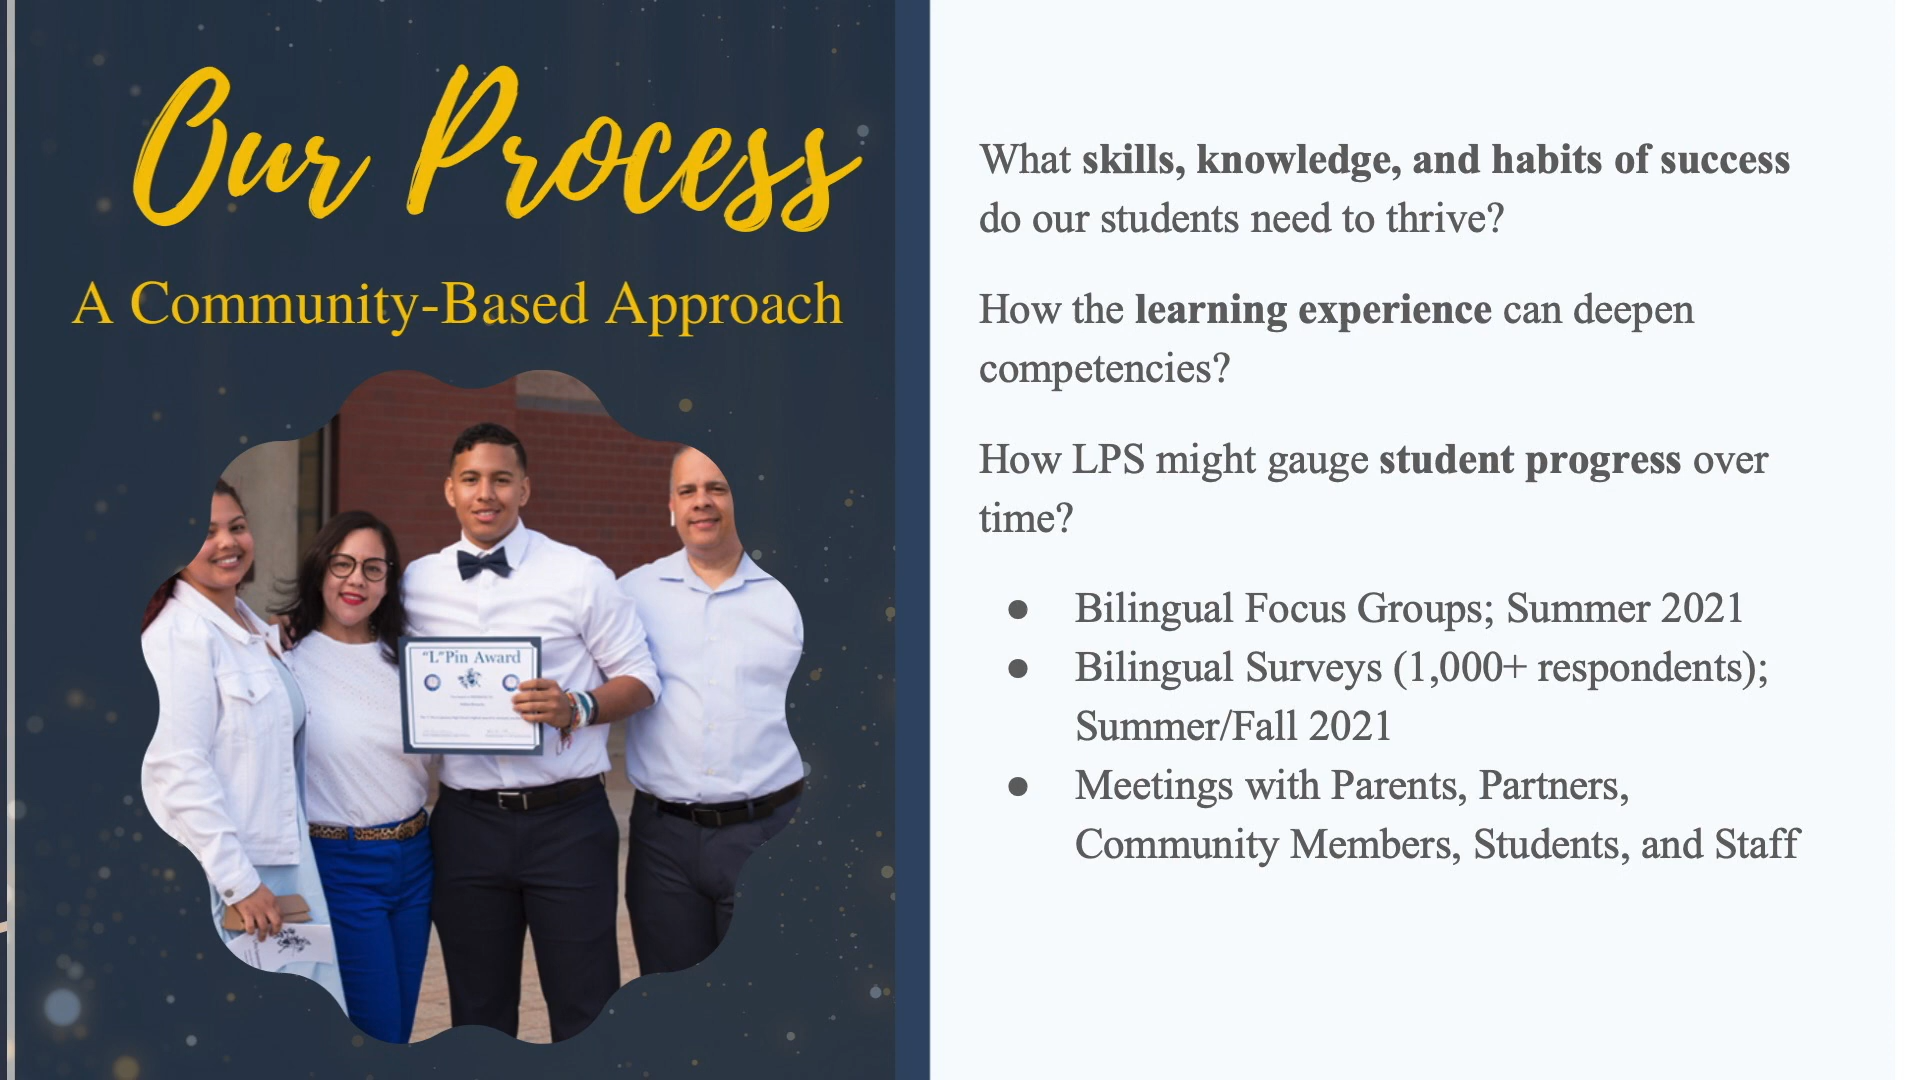 Our Process
A Community-Based Approach
"L"Pin Award
What skills, knowledge, and habits of success
do our students need to thrive?
How the learning experience can deepen
competencies?
How LPS might gauge student progress over
time?
● Bilingual Focus Groups; Summer 2021
● Bilingual Surveys (1,000+ respondents);
Summer/Fall 2021
● Meetings with Parents, Partners,
Community Members, Students, and Staff